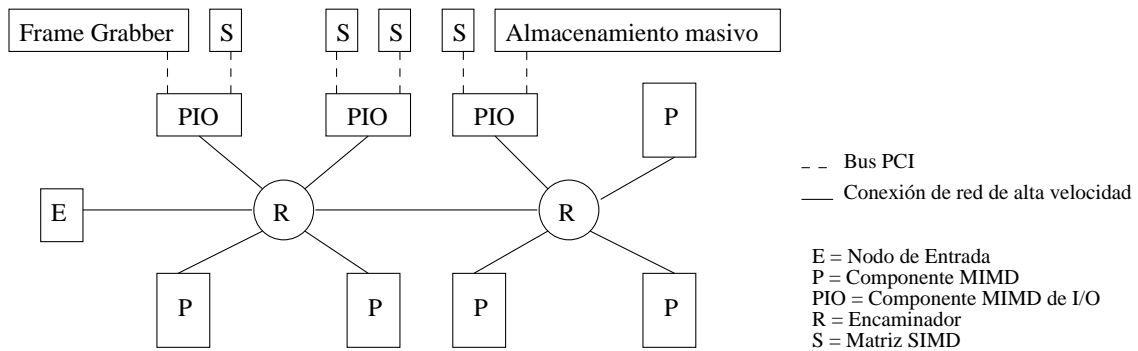 Frame Grabber
S
S
S
S
Almacenamiento masivo
PIO
PIO
PIO
P
E
R
R
P
P
P
P
Bus PCI
Conexión de red de alta velocidad
E = Nodo de Entrada
P = Componente MIMD
PIO = Componente MIMD de I/O
R = Encaminador
S = Matriz SIMD